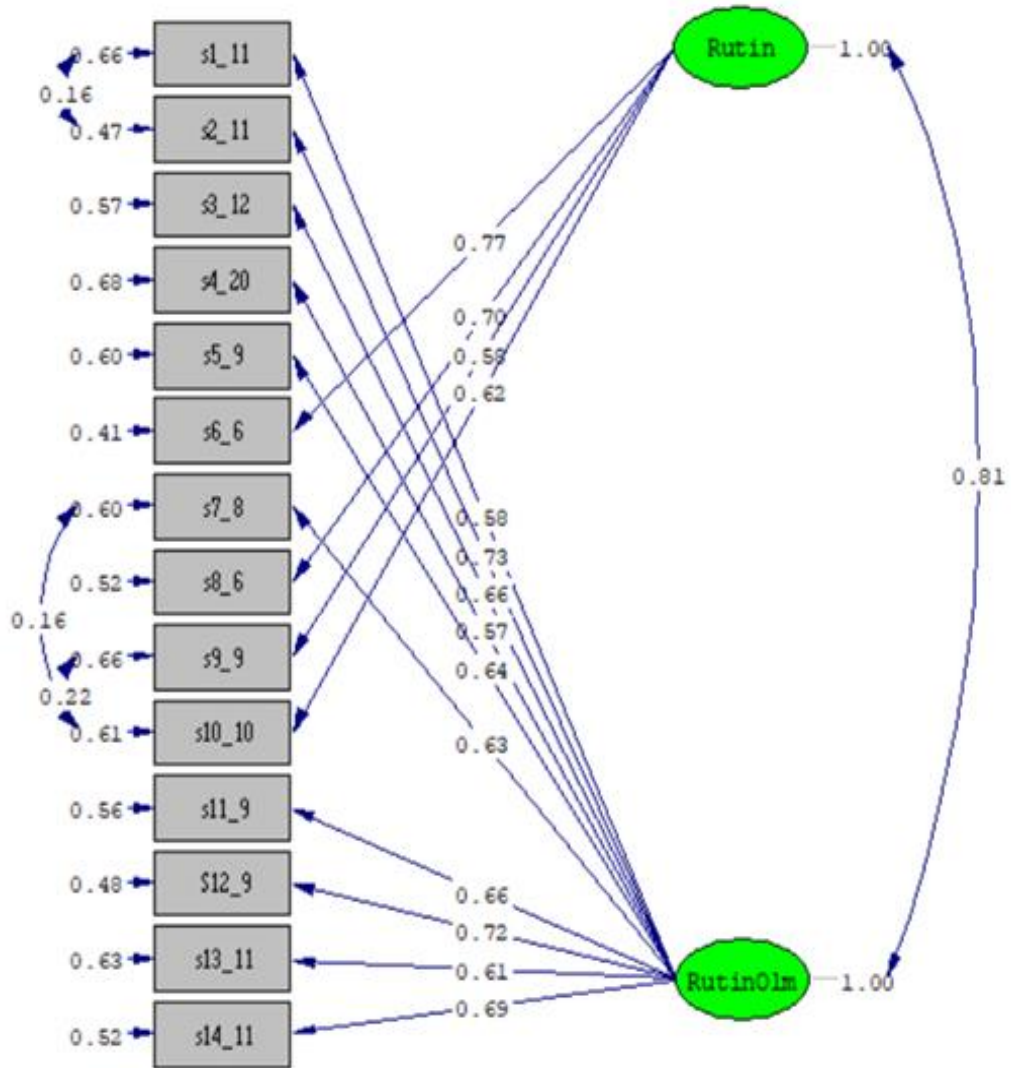 0.66 s1_11 Rutin 1.00
0.16
0.47 s2_11
0.57 s3_12
0.77
0.68 s4_20
0.70
0.60 s5_9 0.58
0.62
0.41 s6_6
0.81
0.60 s7_8
0.58
0.73
0.52 s8_6
0.66
0.16
0.57
0.66 s9_9
0.64
0.22
0.61 s10_10
0.63
0.56 s11_9
0.48 S12_9
0.66
0.72
0.63 s13_11
0.61
RutinOlm 1.00
0.69
0.52 s14_11